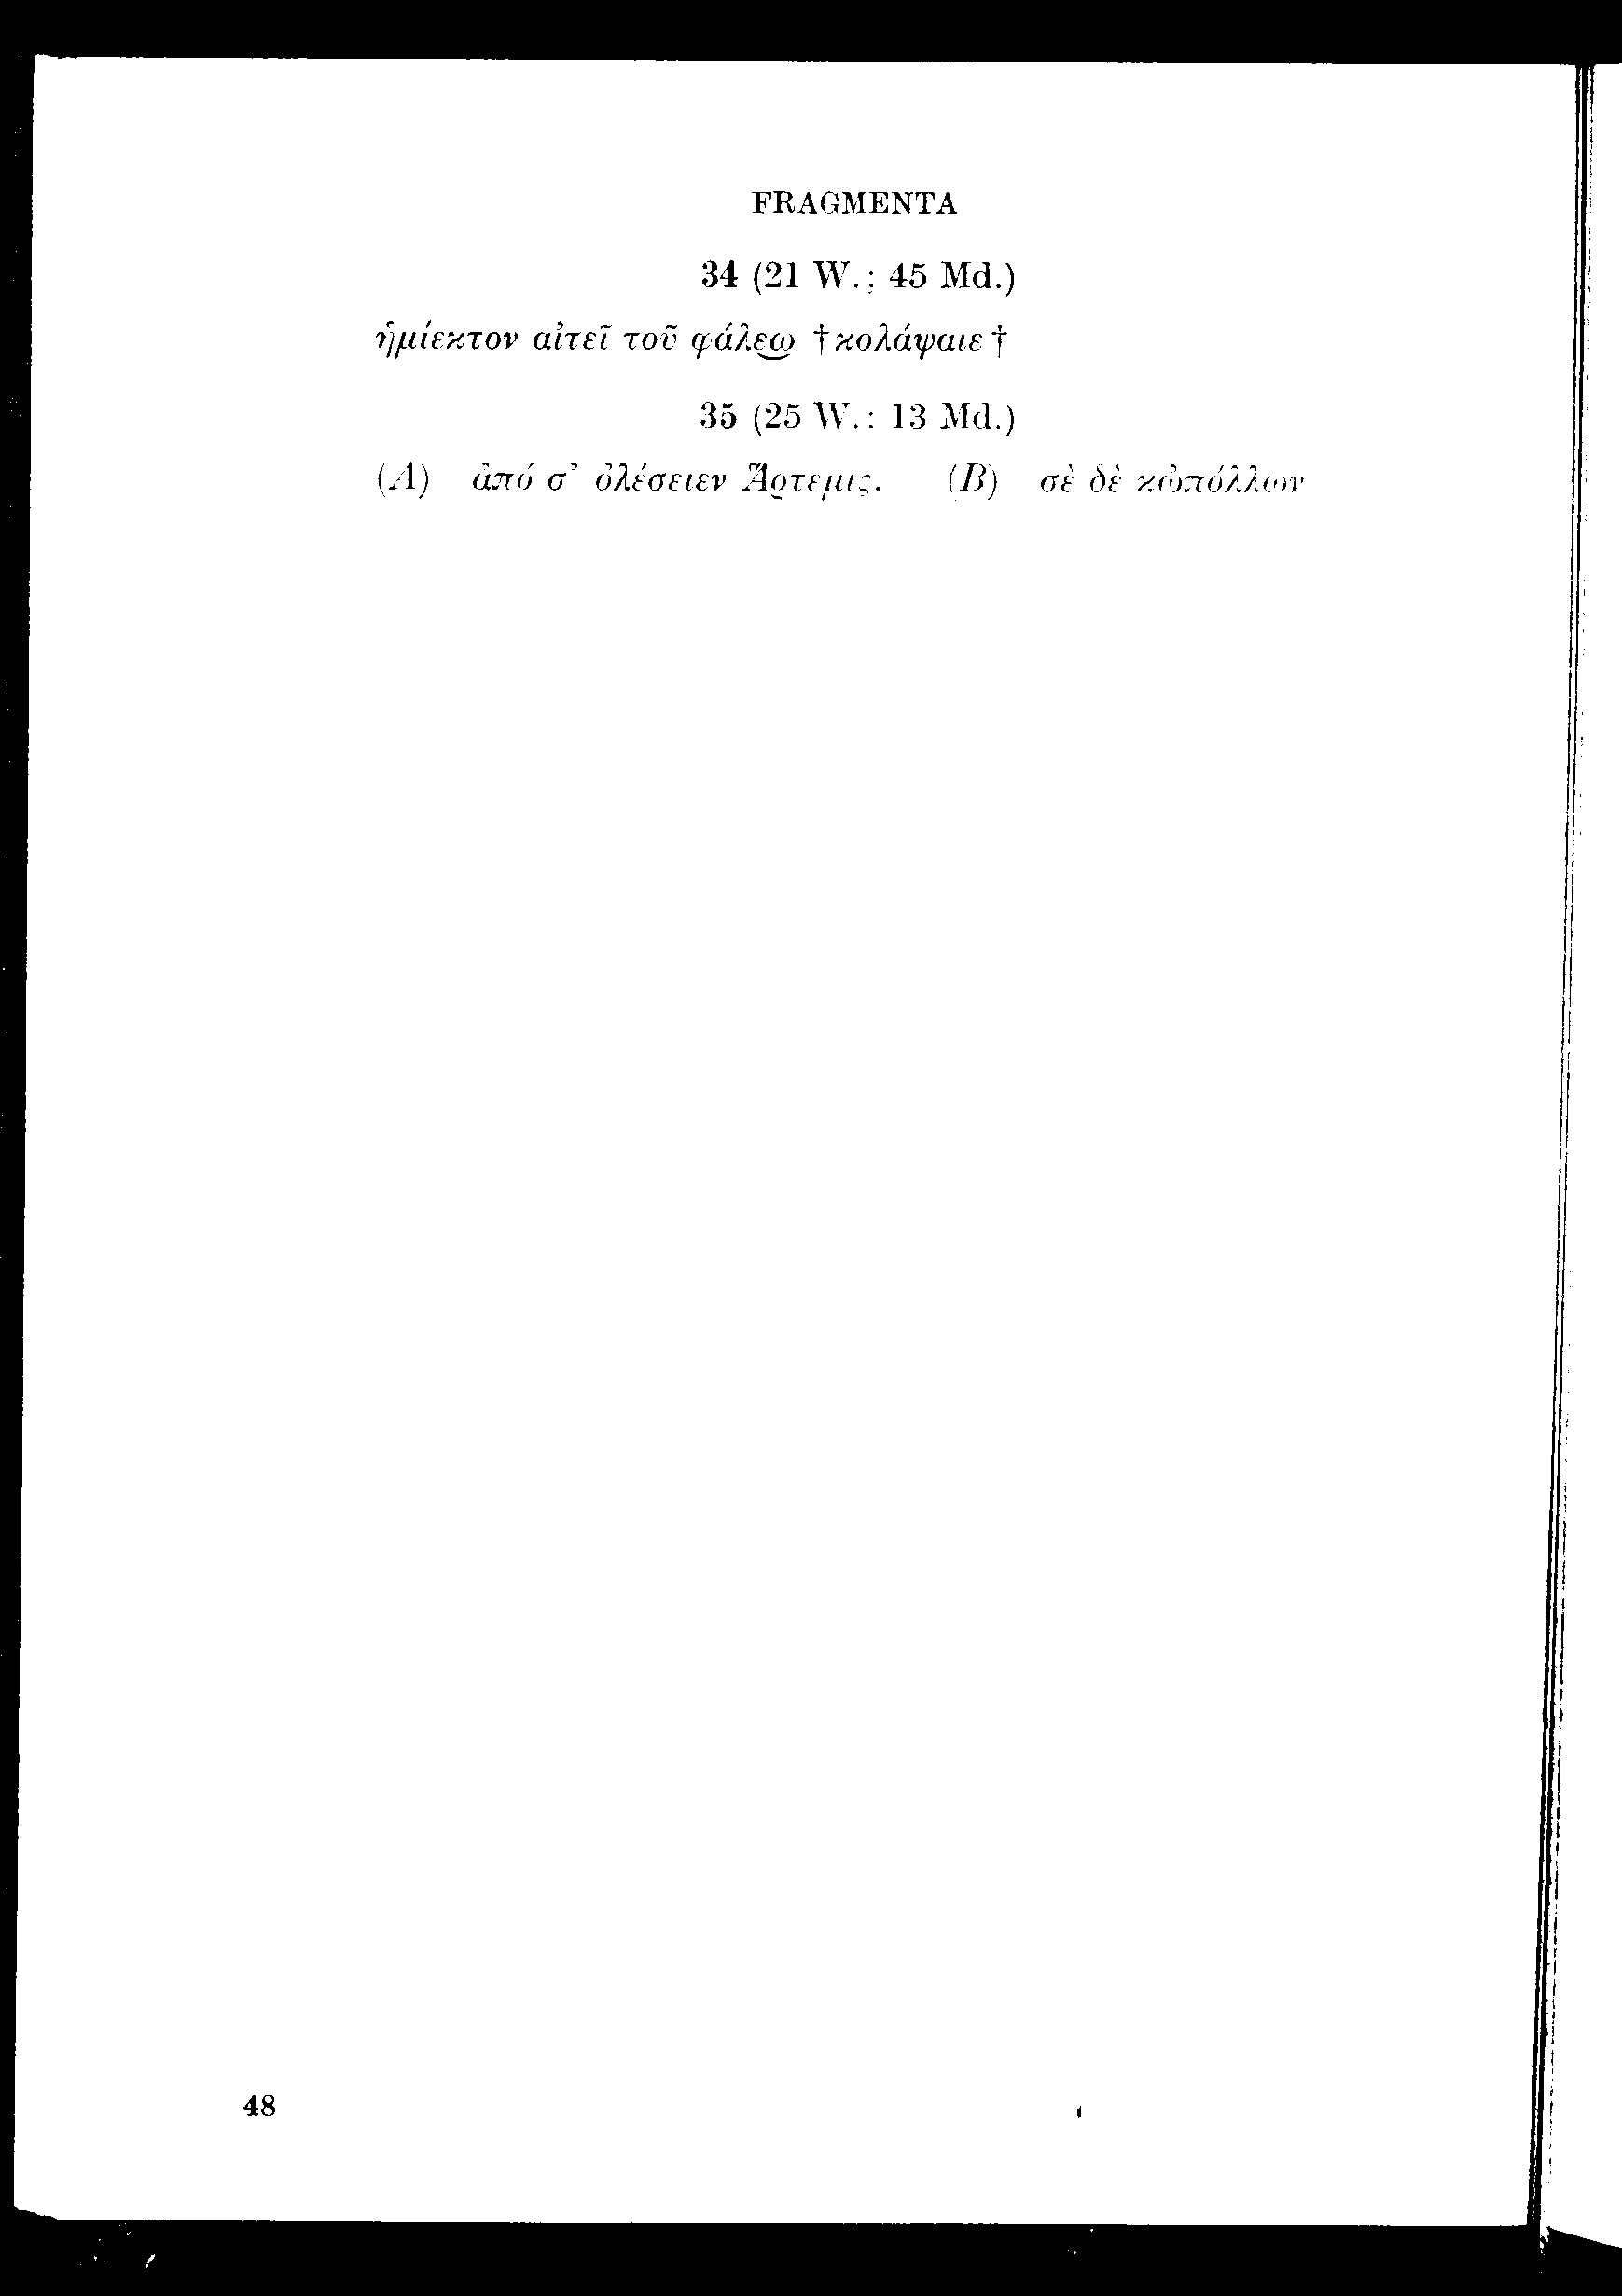 FRAGMENTA
34 (21 W.; 45 Md.)
ἡμίεκτον αἰτεῖ τοῦ φάλεω †κολάψαιε†
35 (25 W.: 13 Md.)
(A) ἀπό σ’ ὀλέσειεν Ἄρτεμις. (B) σὲ δὲ κὠπόλλων
48